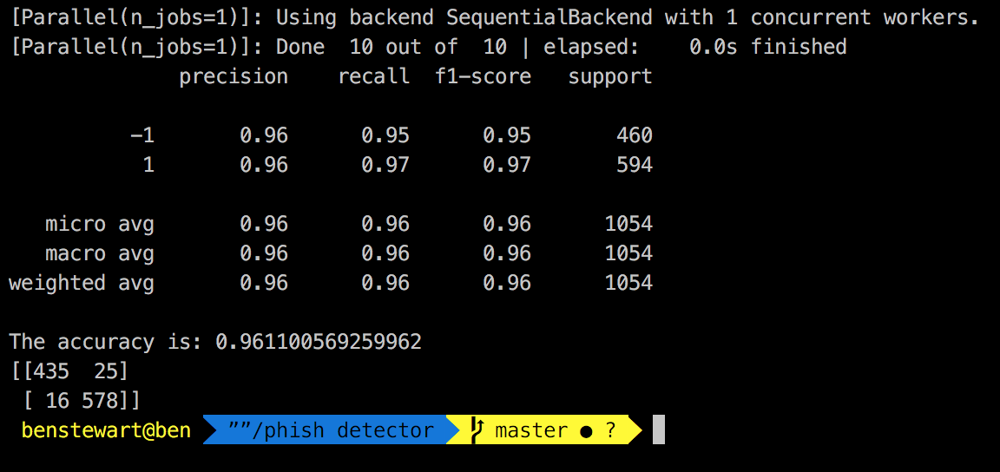 [Parallel(n_jobs=1)]: Using backend SequentialBackend with 1 concurrent workers.
[Parallel(n_jobs=1)]: Done  10 out of  10 | elapsed:    0.0s finished
              precision    recall  f1-score   support

          -1       0.96      0.95      0.95       460
           1       0.96      0.97      0.97       594

   micro avg       0.96      0.96      0.96      1054
   macro avg       0.96      0.96      0.96      1054
weighted avg       0.96      0.96      0.96      1054

The accuracy is: 0.961100569259962
[[435  25]
 [ 16 578]]
benstewart@ben ””/phish detector master ● ?